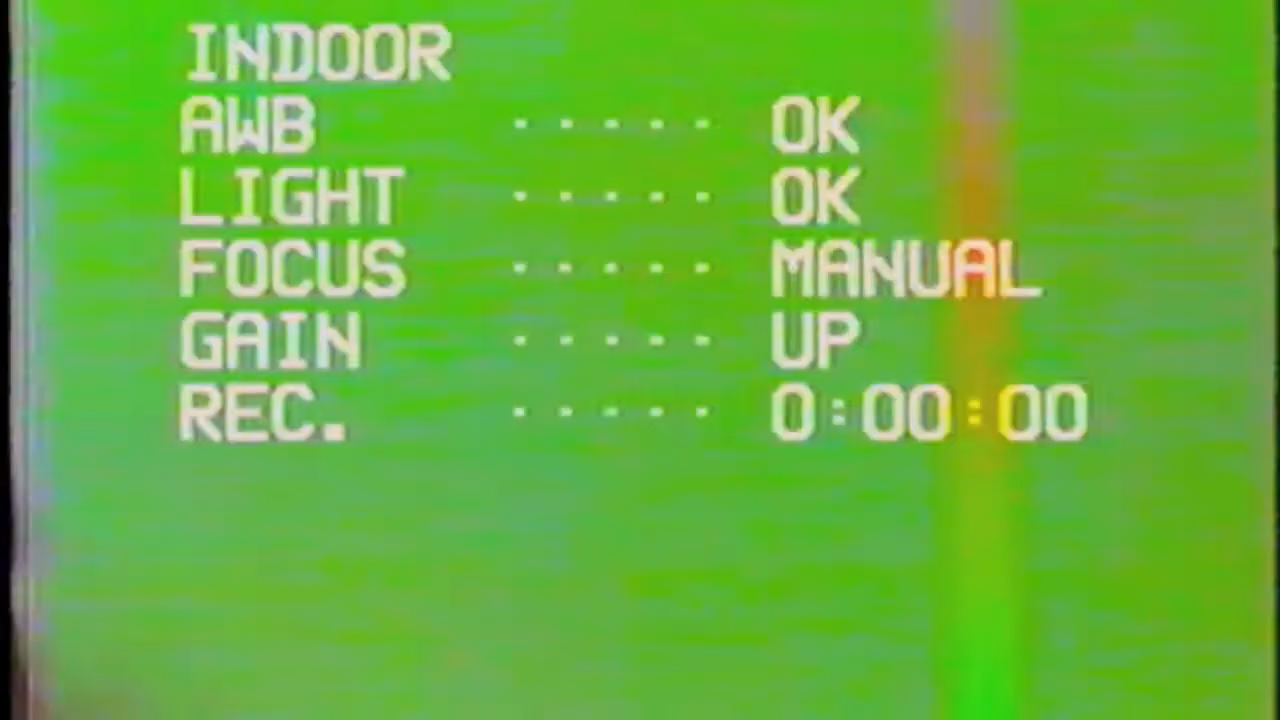 INDOOR
AWB ..... OK
LIGHT ..... OK
FOCUS ..... MANUAL
GAIN ..... UP
REC. ..... 0:00:00